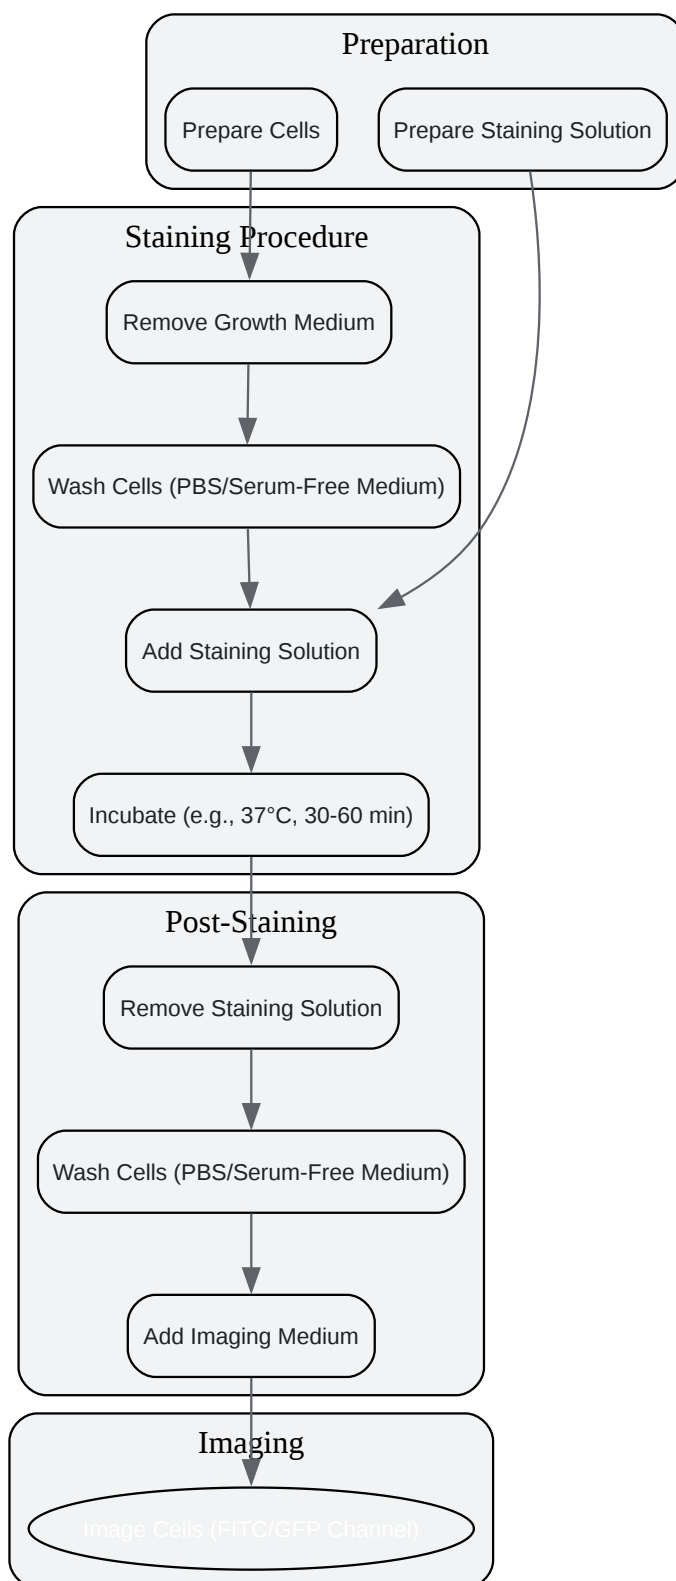 Preparation
Prepare Cells
Prepare Staining Solution
Staining Procedure
Remove Growth Medium
Wash Cells (PBS/Serum-Free Medium)
Add Staining Solution
Incubate (e.g., 37°C, 30-60 min)
Post-Staining
Remove Staining Solution
Wash Cells (PBS/Serum-Free Medium)
Add Imaging Medium
Imaging
Image Cells (FITC/GFP Channel)